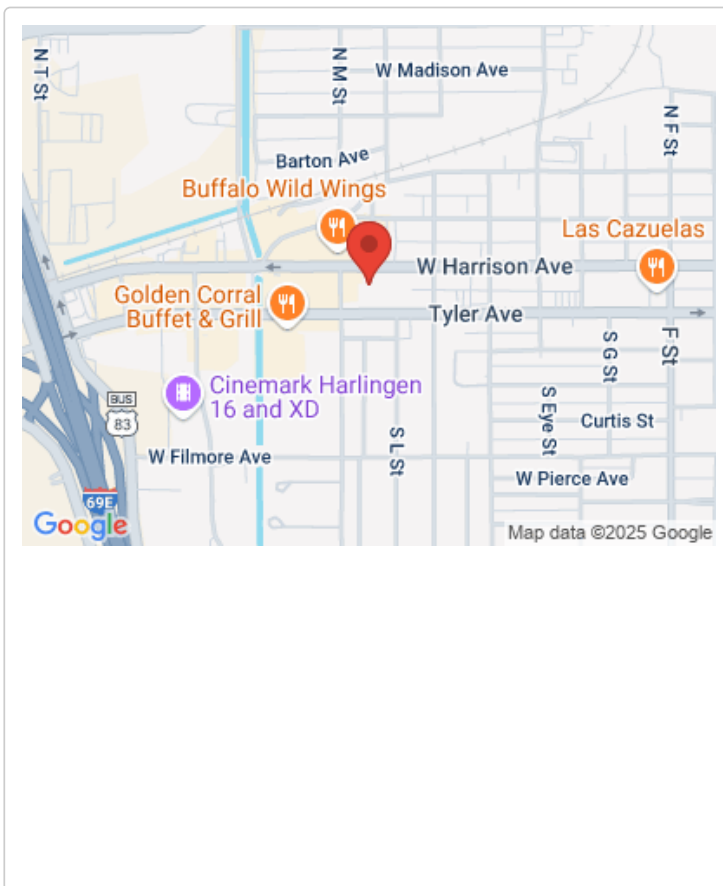 N T St
N M St
W Madison Ave
N F St
Barton Ave
Buffalo Wild Wings
Las Cazuelas
W Harrison Ave
Golden Corral
Buffet & Grill
Tyler Ave
S G St
F St
Cinemark Harlingen
16 and XD
BUS
83
S Eye St
Curtis St
S L St
W Filmore Ave
W Pierce Ave
69E
Google
Map data ©2025 Google